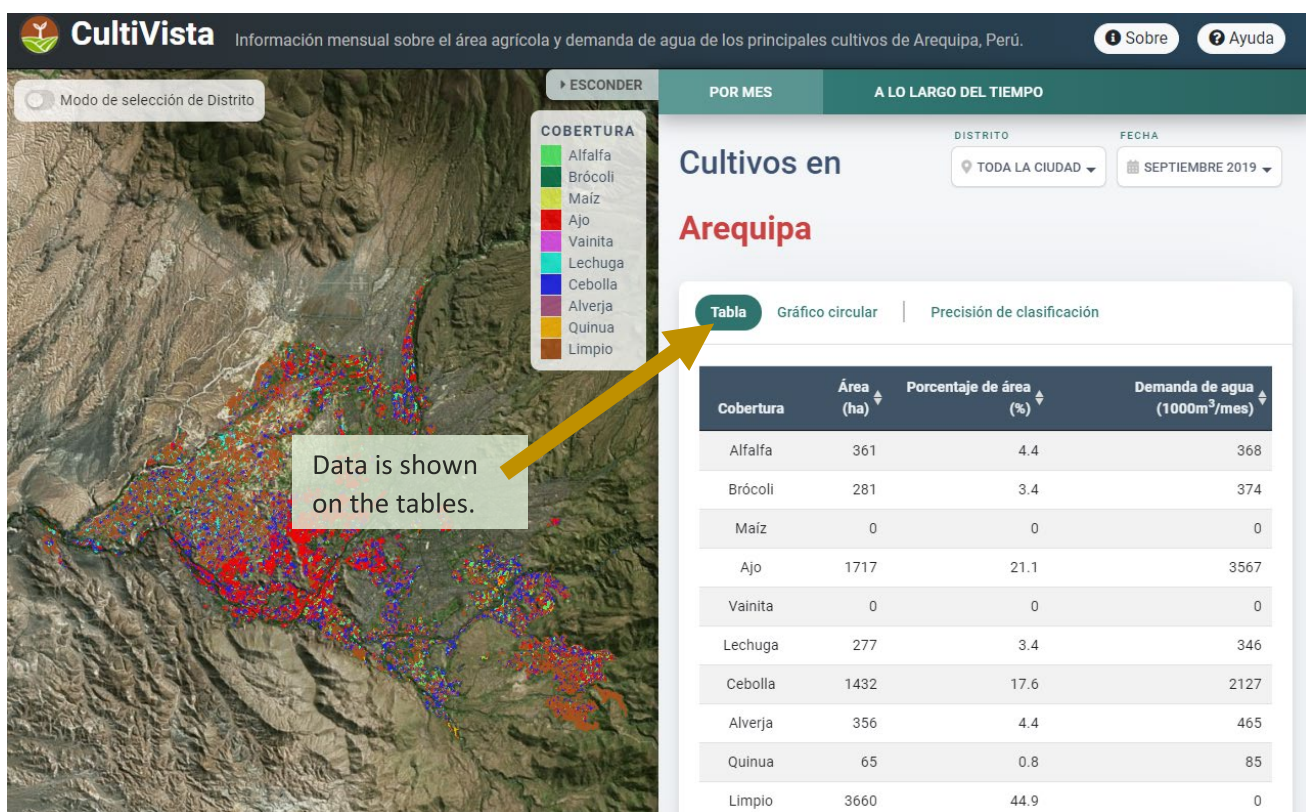 CultiVista Información mensual sobre el área agrícola y demanda de agua de los principales cultivos de Arequipa, Perú. Sobre Ayuda
Modo de selección de Distrito
ESCONDER
COBERTURA
Alfalfa
Brócoli
Maíz
Ajo
Vainita
Lechuga
Cebolla
Alverja
Quinua
Limpio
Data is shown
on the tables.
POR MES A LO LARGO DEL TIEMPO
DISTRITO FECHA
Cultivos en TODA LA CIUDAD SEPTIEMBRE 2019
Arequipa
Tabla Gráfico circular Precisión de clasificación
Cobertura Área (ha) Porcentaje de área (%) Demanda de agua (1000m³/mes)
Alfalfa 361 4.4 368
Brócoli 281 3.4 374
Maíz 0 0 0
Ajo 1717 21.1 3567
Vainita 0 0 0
Lechuga 277 3.4 346
Cebolla 1432 17.6 2127
Alverja 356 4.4 465
Quinua 65 0.8 85
Limpio 3660 44.9 0